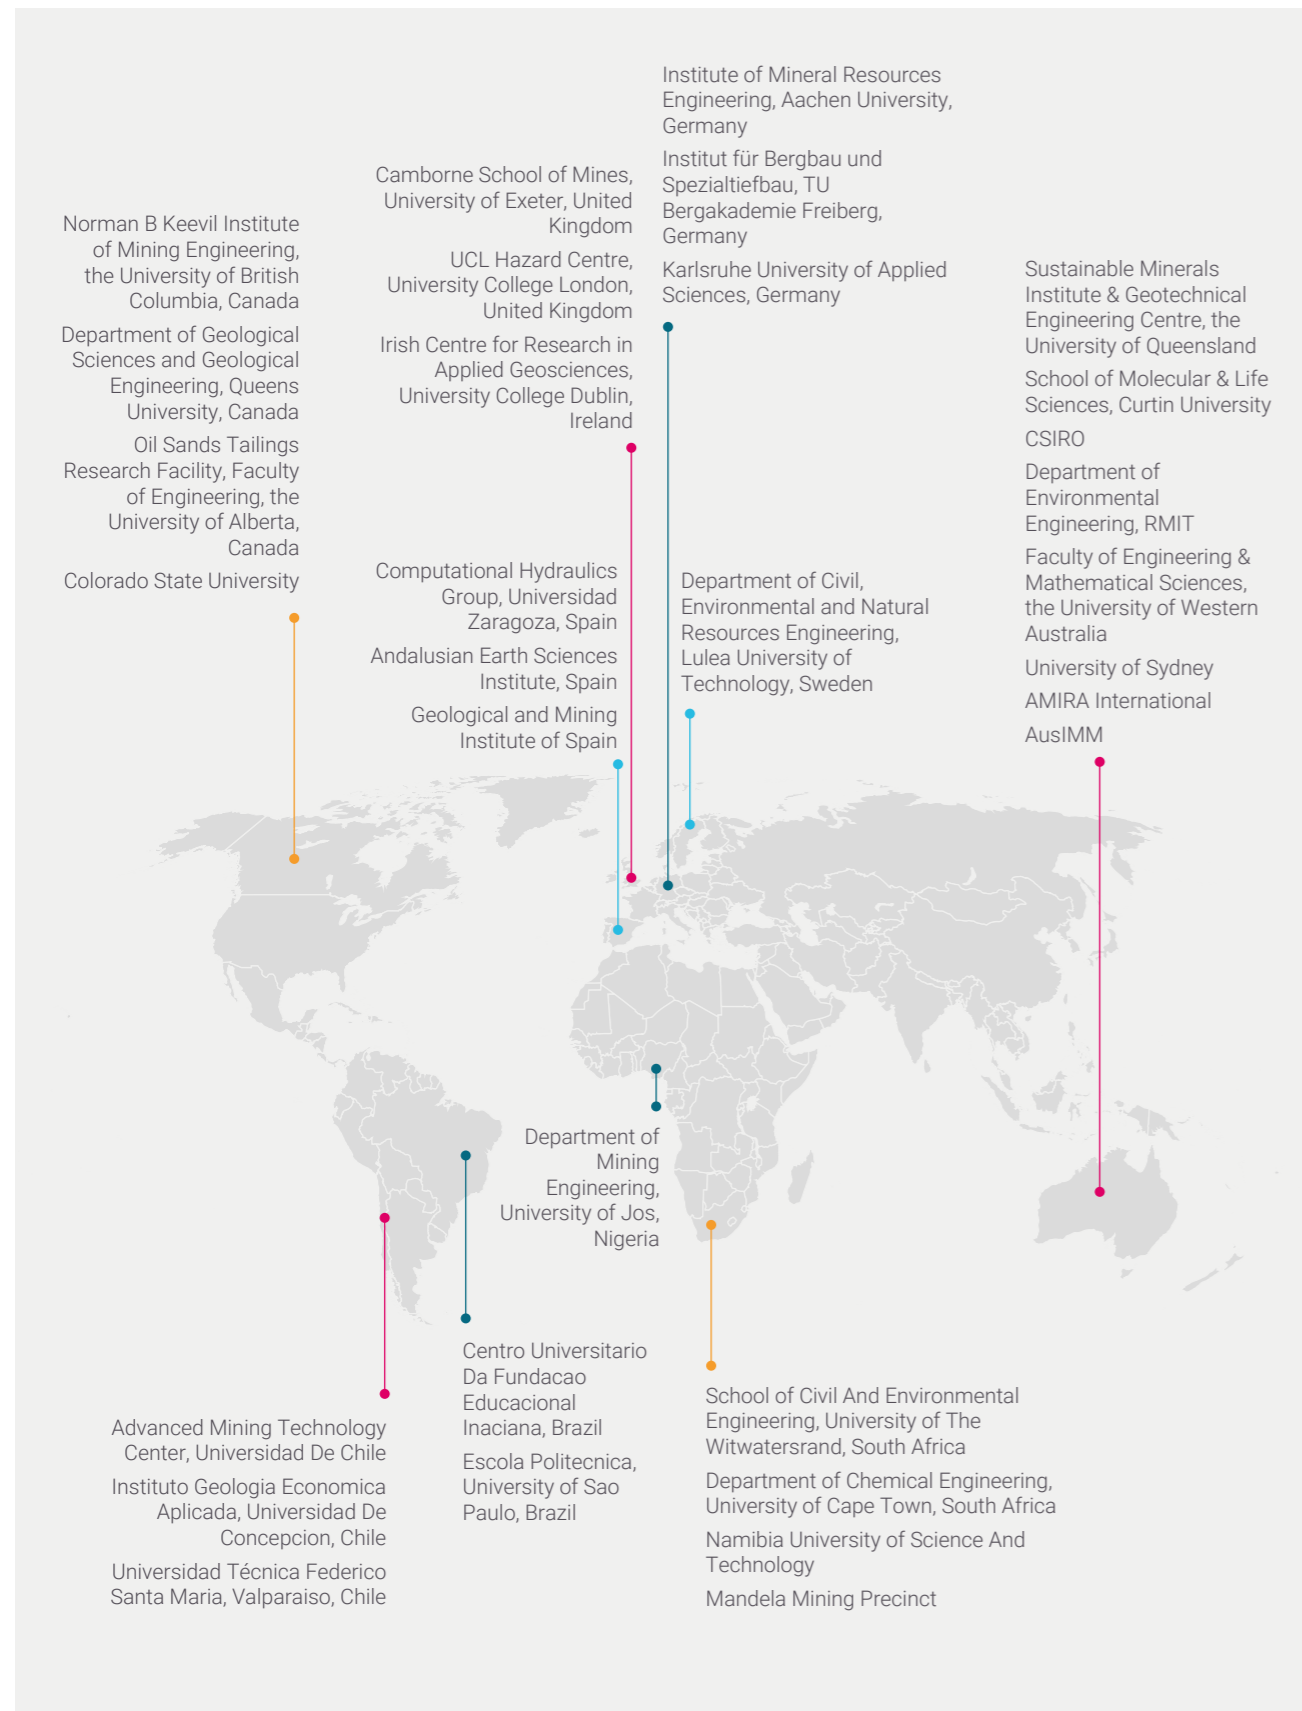 Norman B Keevil Institute
of Mining Engineering,
the University of British
Columbia, Canada
Department of Geological
Sciences and Geological
Engineering, Queens
University, Canada
Oil Sands Tailings
Research Facility, Faculty
of Engineering, the
University of Alberta,
Canada
Colorado State University
Camborne School of Mines,
University of Exeter, United
Kingdom
UCL Hazard Centre,
University College London,
United Kingdom
Irish Centre for Research in
Applied Geosciences,
University College Dublin,
Ireland
Institute of Mineral Resources
Engineering, Aachen University,
Germany
Institut für Bergbau und
Spezialtiefbau, TU
Bergakademie Freiberg,
Germany
Karlsruhe University of Applied
Sciences, Germany
Computational Hydraulics
Group, Universidad
Zaragoza, Spain
Andalusian Earth Sciences
Institute, Spain
Geological and Mining
Institute of Spain
Department of Civil,
Environmental and Natural
Resources Engineering,
Lulea University of
Technology, Sweden
Sustainable Minerals
Institute & Geotechnical
Engineering Centre, the
University of Queensland
School of Molecular & Life
Sciences, Curtin University
CSIRO
Department of
Environmental
Engineering, RMIT
Faculty of Engineering &
Mathematical Sciences,
the University of Western
Australia
University of Sydney
AMIRA International
AusIMM
Department of
Mining
Engineering,
University of Jos,
Nigeria
Advanced Mining Technology
Center, Universidad De Chile
Instituto Geologia Economica
Aplicada, Universidad De
Concepcion, Chile
Universidad Técnica Federico
Santa Maria, Valparaiso, Chile
Centro Universitario
Da Fundacao
Educacional
Inaciana, Brazil
Escola Politecnica,
University of Sao
Paulo, Brazil
School of Civil And Environmental
Engineering, University of The
Witwatersrand, South Africa
Department of Chemical Engineering,
University of Cape Town, South Africa
Namibia University of Science And
Technology
Mandela Mining Precinct